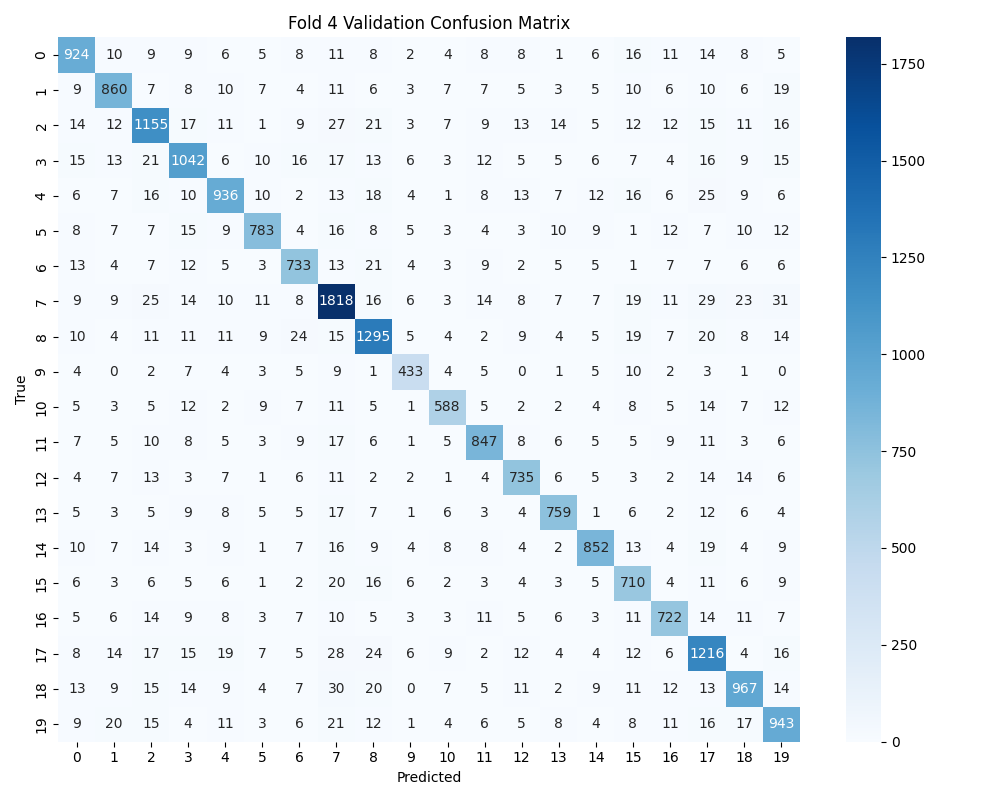 Fold 4 Validation Confusion Matrix
0 924 10 9 9 6 5 8 11 8 2 4 8 8 1 6 16 11 14 8 5
1 9 860 7 8 10 7 4 11 6 3 7 7 5 3 5 10 6 10 6 19
2 14 12 1155 17 11 1 9 27 21 3 7 9 13 14 5 12 12 15 11 16
3 15 13 21 1042 6 10 16 17 13 6 3 12 5 5 6 7 4 16 9 15
4 6 7 16 10 936 10 2 13 18 4 1 8 13 7 12 16 6 25 9 6
5 8 7 7 15 9 783 4 16 8 5 3 4 3 10 9 1 12 7 10 12
6 13 4 7 12 5 3 733 13 21 4 3 9 2 5 5 1 7 7 6 6
7 9 9 25 14 10 11 8 1818 16 6 3 14 8 7 7 19 11 29 23 31
8 10 4 11 11 11 9 24 15 1295 5 4 2 9 4 5 19 7 20 8 14
9 4 0 2 7 4 3 5 9 1 433 4 5 0 1 5 10 2 3 1 0
10 5 3 5 12 2 9 7 11 5 1 588 5 2 2 4 8 5 14 7 12
11 7 5 10 8 5 3 9 17 6 1 5 847 8 6 5 5 9 11 3 6
12 4 7 13 3 7 1 6 11 2 2 1 4 735 6 5 3 2 14 14 6
13 5 3 5 9 8 5 5 17 7 1 6 3 4 759 1 6 2 12 6 4
14 10 7 14 3 9 1 7 16 9 4 8 8 4 2 852 13 4 19 4 9
15 6 3 6 5 6 1 2 20 16 6 2 3 4 3 5 710 4 11 6 9
16 5 6 14 9 8 3 7 10 5 3 3 11 5 6 3 11 722 14 11 7
17 8 14 17 15 19 7 5 28 24 6 9 2 12 4 4 12 6 1216 4 16
18 13 9 15 14 9 4 7 30 20 0 7 5 11 2 9 11 12 13 967 14
19 9 20 15 4 11 3 6 21 12 1 4 6 5 8 4 8 11 16 17 943
0 1 2 3 4 5 6 7 8 9 10 11 12 13 14 15 16 17 18 19
Predicted
True
1750
1500
1250
1000
750
500
250
0